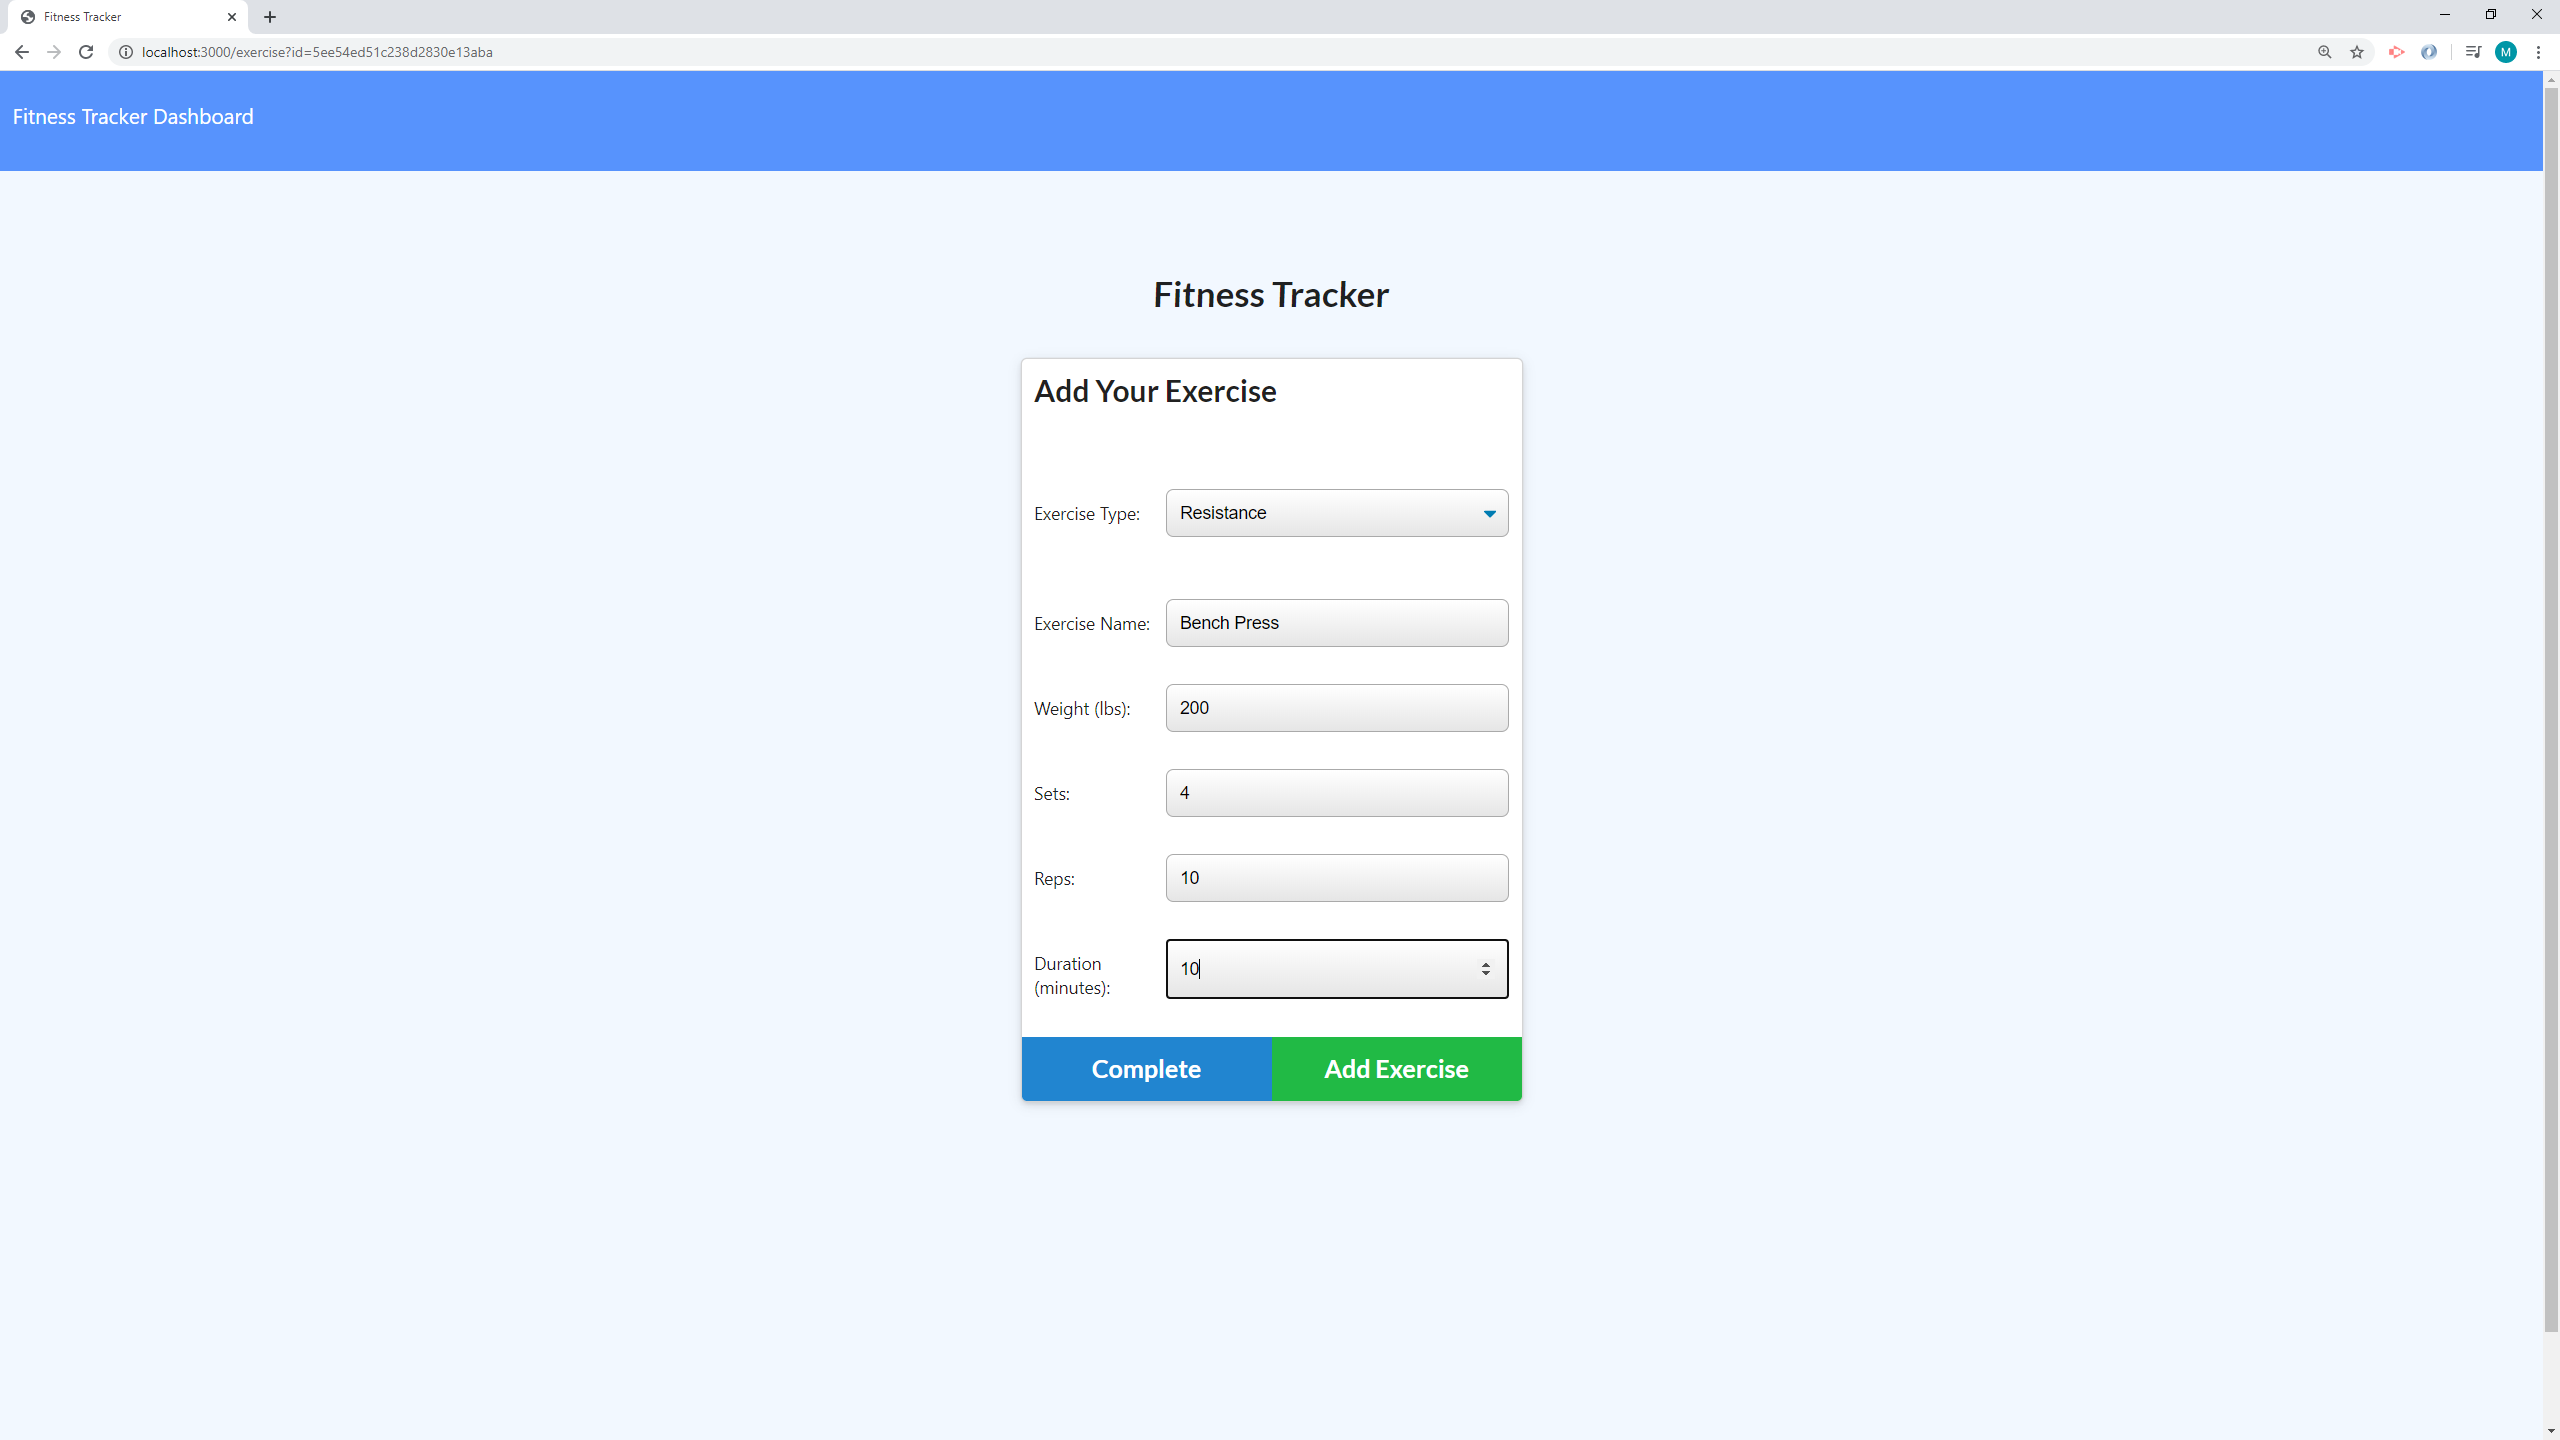 Fitness Tracker
localhost:3000/exercise?id=5ee54ed51c238d2830e13aba
M
Fitness Tracker Dashboard
Fitness Tracker
Add Your Exercise
Exercise Type: Resistance
Exercise Name: Bench Press
Weight (lbs): 200
Sets: 4
Reps: 10
Duration
(minutes): 10
Complete Add Exercise